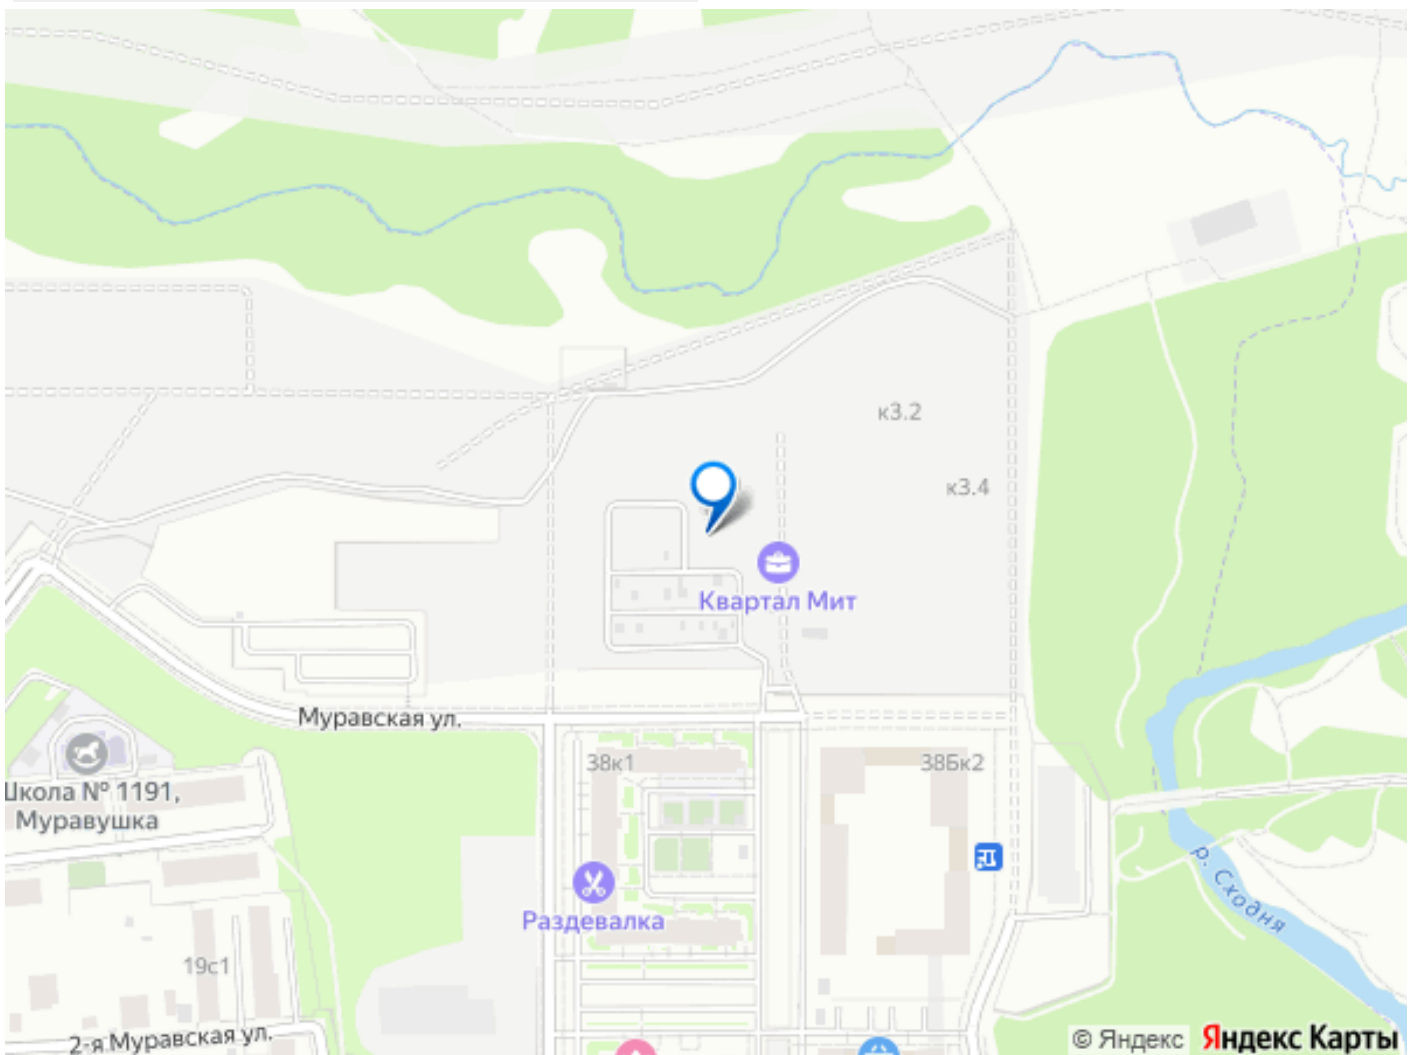 к3.2
к3.4
Квартал Мит
Муравская ул.
38к1
38Бк2
Школа № 1191,
Муравушка
р. Сходня
Раздевалка
19с1
2-я Муравская ул.
© Яндекс Яндекс Карты